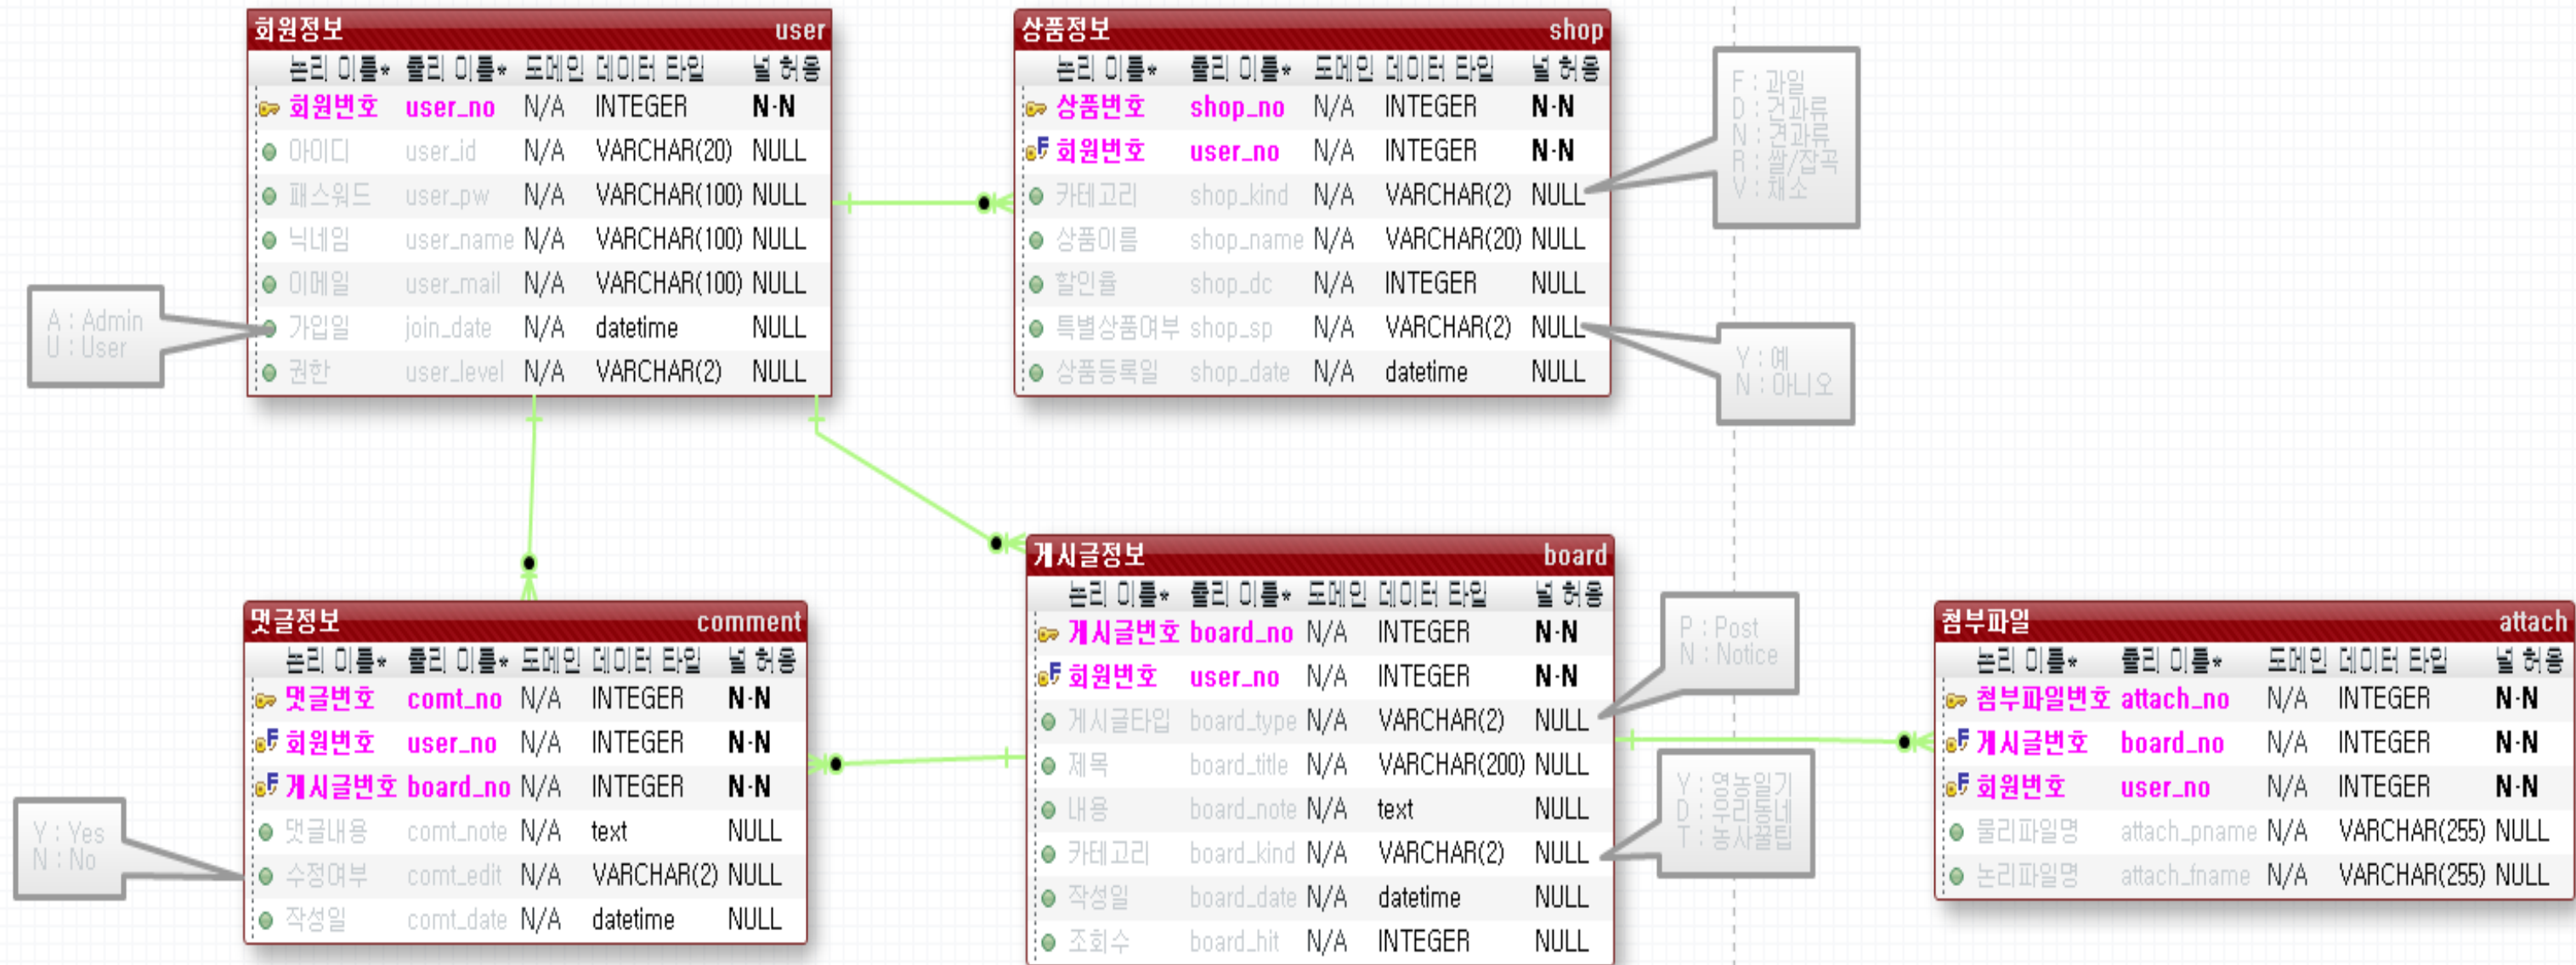 회원정보 user
논리 이름* 물리 이름* 도메인 데이터 타입 널 허용
회원번호 user_no N/A INTEGER N-N
아이디 user_id N/A VARCHAR(20) NULL
패스워드 user_pw N/A VARCHAR(100) NULL
닉네임 user_name N/A VARCHAR(100) NULL
이메일 user_mail N/A VARCHAR(100) NULL
가입일 join_date N/A datetime NULL
권한 user_level N/A VARCHAR(2) NULL
A : Admin
U : User
상품정보 shop
논리 이름* 물리 이름* 도메인 데이터 타입 널 허용
상품번호 shop_no N/A INTEGER N-N
회원번호 user_no N/A INTEGER N-N
카테고리 shop_kind N/A VARCHAR(2) NULL
상품이름 shop_name N/A VARCHAR(20) NULL
할인율 shop_dc N/A INTEGER NULL
특별상품여부 shop_sp N/A VARCHAR(2) NULL
상품등록일 shop_date N/A datetime NULL
F : 과일
D : 건과류
N : 견과류
R : 쌀/잡곡
V : 채소
Y : 예
N : 아니오
댓글정보 comment
논리 이름* 물리 이름* 도메인 데이터 타입 널 허용
댓글번호 comt_no N/A INTEGER N-N
회원번호 user_no N/A INTEGER N-N
게시글번호 board_no N/A INTEGER N-N
댓글내용 comt_note N/A text NULL
수정여부 comt_edit N/A VARCHAR(2) NULL
작성일 comt_date N/A datetime NULL
Y : Yes
N : No
게시글정보 board
논리 이름* 물리 이름* 도메인 데이터 타입 널 허용
게시글번호 board_no N/A INTEGER N-N
회원번호 user_no N/A INTEGER N-N
게시글타입 board_type N/A VARCHAR(2) NULL
제목 board_title N/A VARCHAR(200) NULL
내용 board_note N/A text NULL
카테고리 board_kind N/A VARCHAR(2) NULL
작성일 board_date N/A datetime NULL
조회수 board_hit N/A INTEGER NULL
P : Post
N : Notice
Y : 영농일기
D : 우리동네
T : 농사꿀팁
첨부파일 attach
논리 이름* 물리 이름* 도메인 데이터 타입 널 허용
첨부파일번호 attach_no N/A INTEGER N-N
게시글번호 board_no N/A INTEGER N-N
회원번호 user_no N/A INTEGER N-N
물리파일명 attach_pname N/A VARCHAR(255) NULL
논리파일명 attach_fname N/A VARCHAR(255) NULL